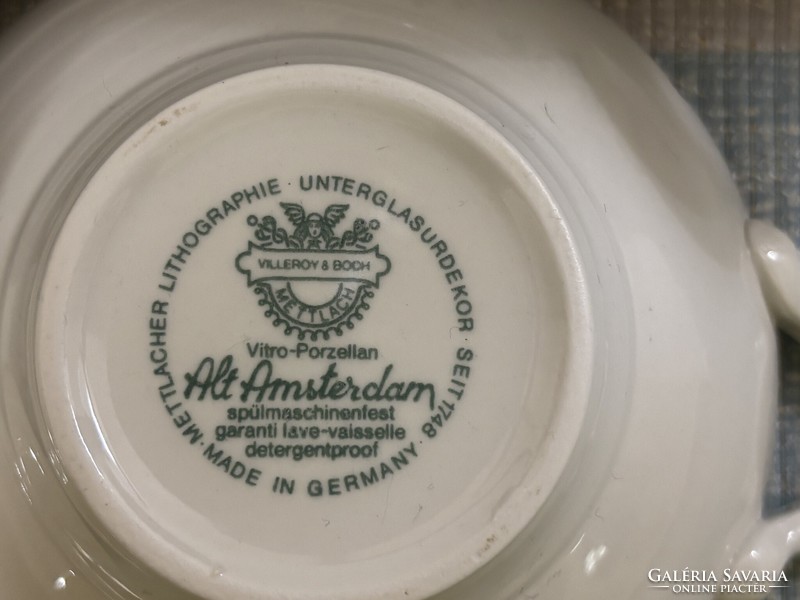 METTLACHER LITHOGRAPHIE · UNTERGLASURDEKOR SEIT 1748 · MADE IN GERMANY ·
VILLEROY & BOCH
METTLACH
Vitro-Porzellan
Alt Amsterdam
spülmaschinenfest
garanti lave-vaisselle
detergentproof
GALÉRIA SAVARIA
ONLINE PIACTÉR